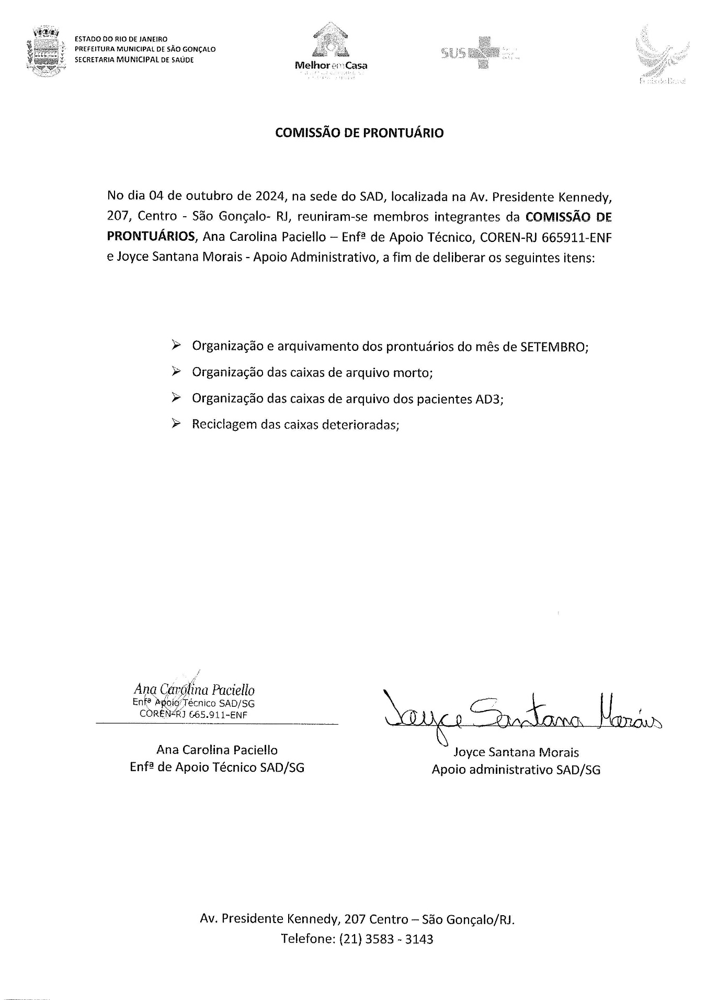 ESTADO DO RIO DE JANEIRO
PREFEITURA MUNICIPAL DE SÃO GONÇALO
SECRETARIA MUNICIPAL DE SAÚDE
Melhor em Casa
SUS
COMISSÃO DE PRONTUÁRIO
No dia 04 de outubro de 2024, na sede do SAD, localizada na Av. Presidente Kennedy,
207, Centro - São Gonçalo- RJ, reuniram-se membros integrantes da COMISSÃO DE
PRONTUÁRIOS, Ana Carolina Paciello – Enfª de Apoio Técnico, COREN-RJ 665911-ENF
e Joyce Santana Morais - Apoio Administrativo, a fim de deliberar os seguintes itens:
➢ Organização e arquivamento dos prontuários do mês de SETEMBRO;
➢ Organização das caixas de arquivo morto;
➢ Organização das caixas de arquivo dos pacientes AD3;
➢ Reciclagem das caixas deterioradas;
Ana Carolina Paciello
Enfª Apoio Técnico SAD/SG
COREN-RJ 665.911-ENF
Joyce Santana Morais
Ana Carolina Paciello
Enfª de Apoio Técnico SAD/SG
Joyce Santana Morais
Apoio administrativo SAD/SG
Av. Presidente Kennedy, 207 Centro – São Gonçalo/RJ.
Telefone: (21) 3583 - 3143